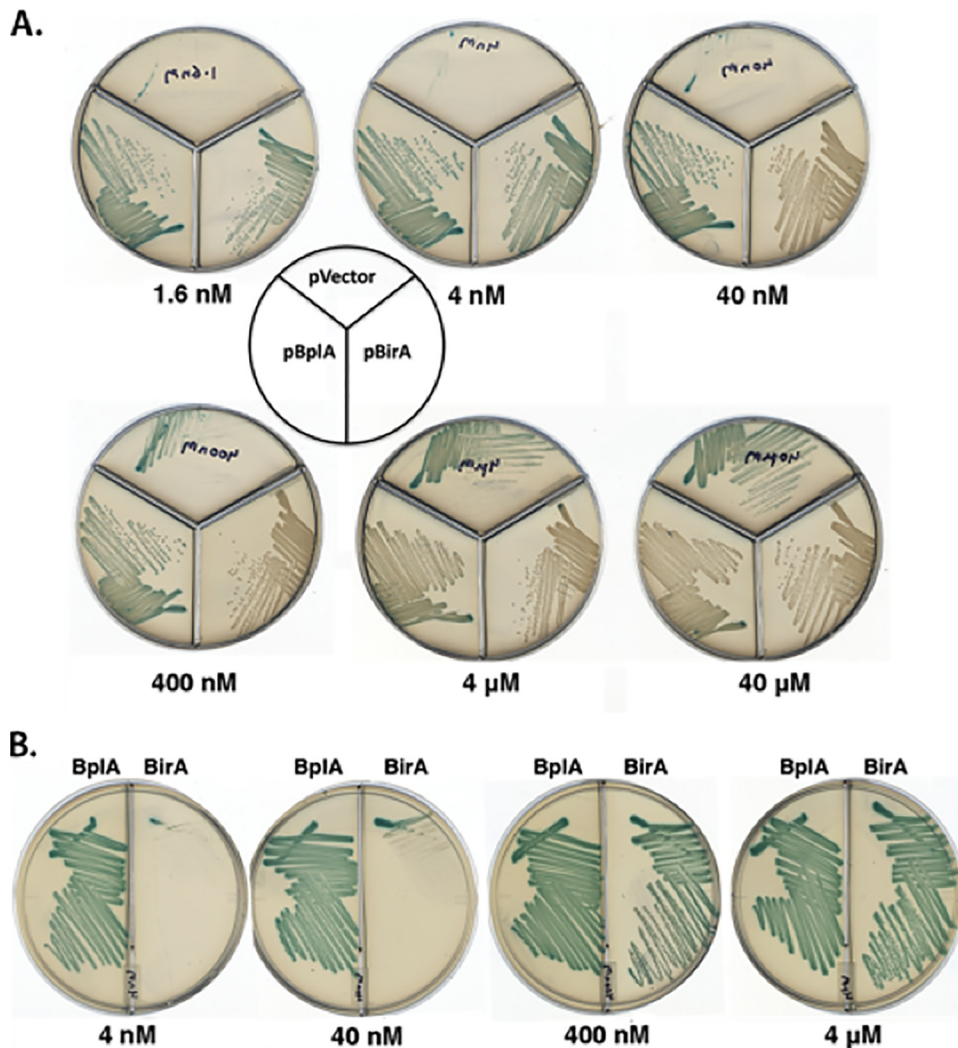 A.
1.6 nM
4 nM
40 nM
pVector
pBplA
pBirA
400 nM
4 µM
40 µM
B.
BplA BirA
BplA BirA
BplA BirA
BplA BirA
4 nM
40 nM
400 nM
4 µM